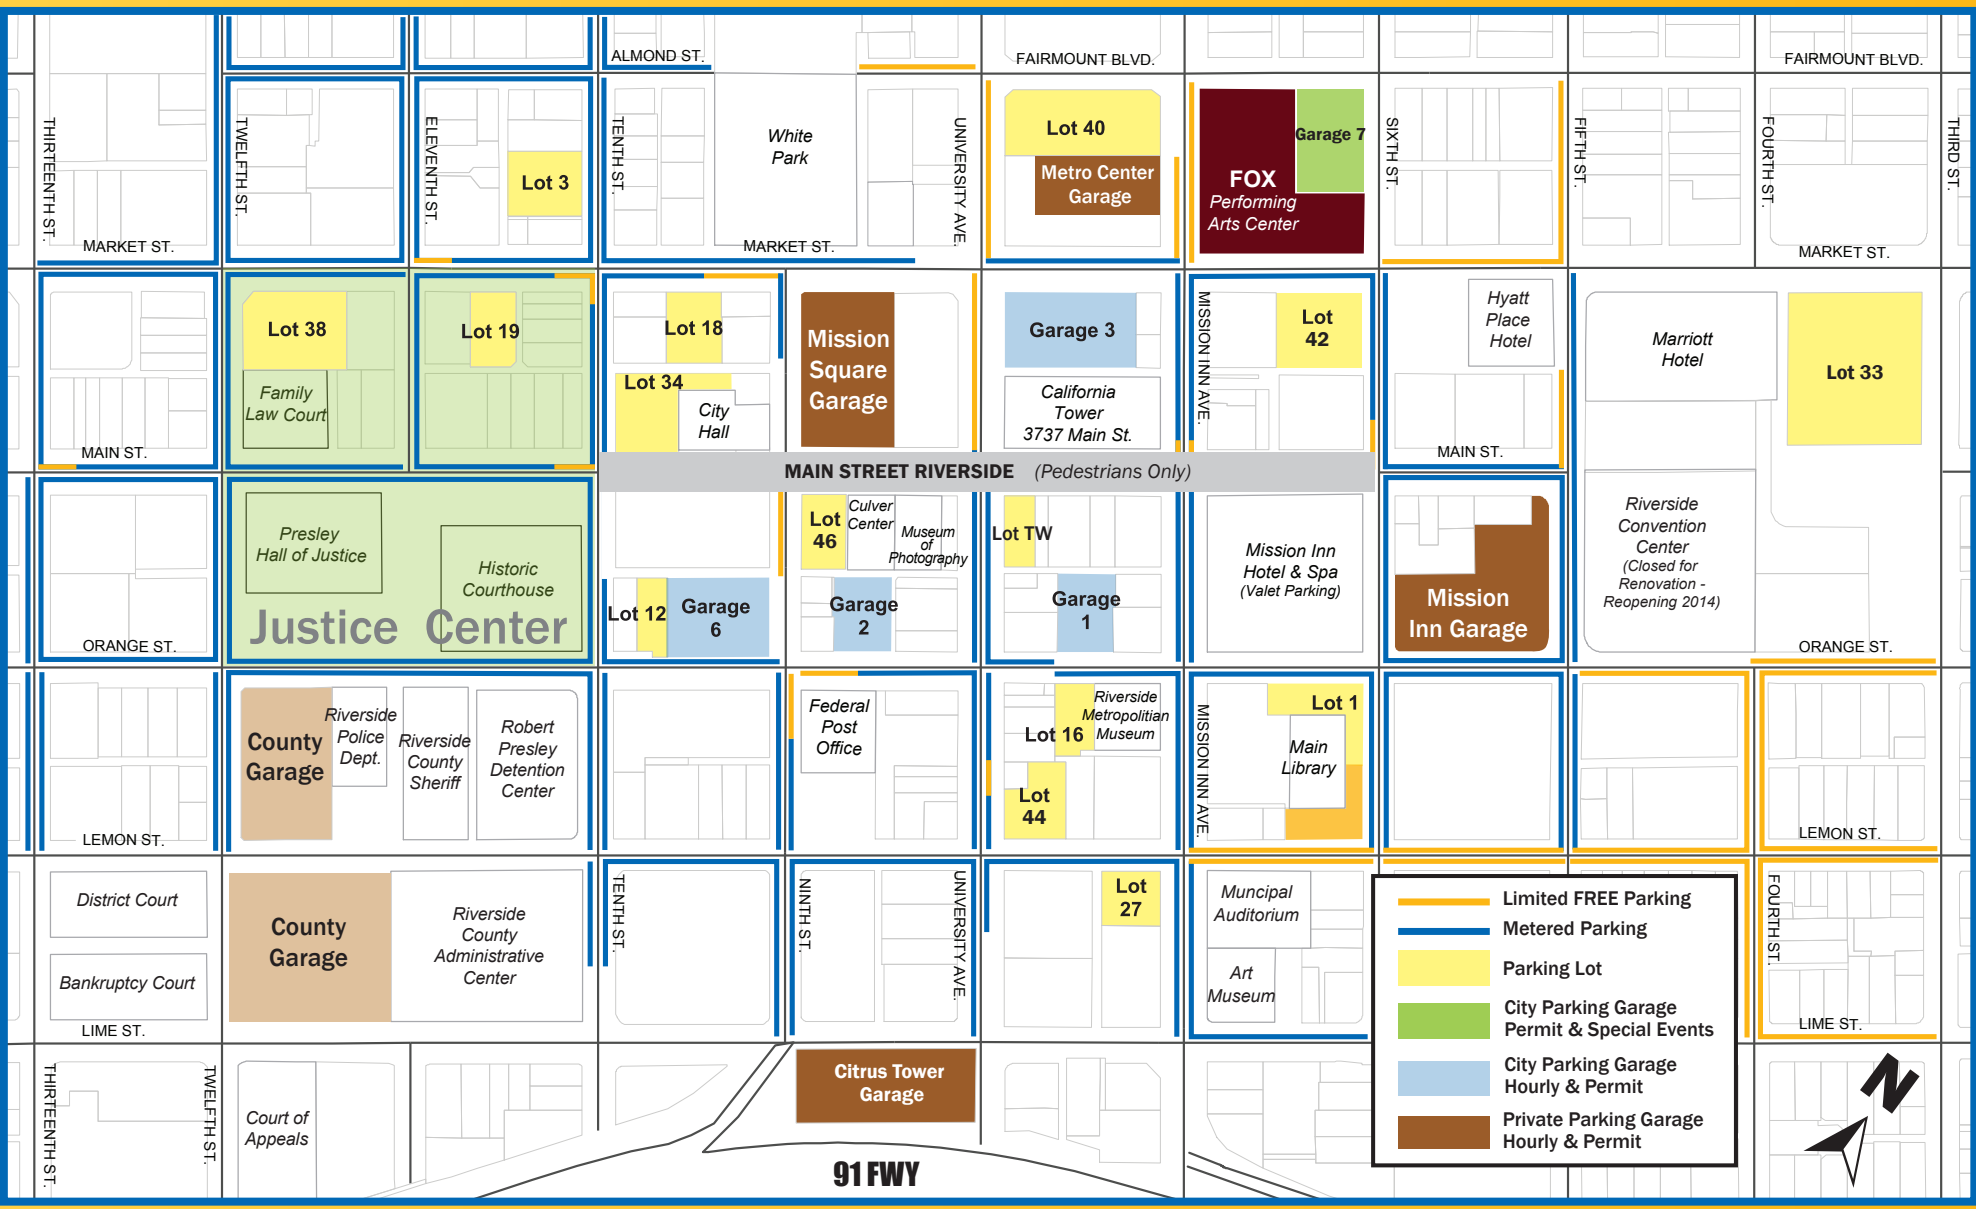 ALMOND ST.
FAIRMOUNT BLVD.
FAIRMOUNT BLVD.
THIRTEENTH ST.
TWELFTH ST.
ELEVENTH ST.
TENTH ST.
UNIVERSITY AVE.
SIXTH ST.
FIFTH ST.
FOURTH ST.
THIRD ST.
Lot 3
White
Park
Lot 40
Metro Center
Garage
FOX
Performing
Arts Center
Garage 7
MARKET ST.
MARKET ST.
MARKET ST.
Lot 38
Family
Law Court
Lot 19
Lot 18
Lot 34
City
Hall
Mission
Square
Garage
Garage 3
California
Tower
3737 Main St.
MISSION INN AVE.
Lot
42
Hyatt
Place
Hotel
Marriott
Hotel
Lot 33
MAIN ST.
MAIN ST.
MAIN STREET RIVERSIDE (Pedestrians Only)
Presley
Hall of Justice
Historic
Courthouse
Justice Center
Lot 12
Garage
6
Lot
46
Culver
Center
Museum
of
Photography
Garage
2
Lot TW
Garage
1
Mission Inn
Hotel & Spa
(Valet Parking)
Mission
Inn Garage
Riverside
Convention
Center
(Closed for
Renovation -
Reopening 2014)
ORANGE ST.
ORANGE ST.
County
Garage
Riverside
Police
Dept.
Riverside
County
Sheriff
Robert
Presley
Detention
Center
Federal
Post
Office
Lot 16
Riverside
Metropolitian
Museum
Lot
44
MISSION INN AVE.
Lot 1
Main
Library
LEMON ST.
LEMON ST.
District Court
Bankruptcy Court
County
Garage
Riverside
County
Administrative
Center
TENTH ST.
NINTH ST.
UNIVERSITY AVE.
Lot
27
Muncipal
Auditorium
Art
Museum
FOURTH ST.
LIME ST.
LIME ST.
THIRTEENTH ST.
TWELFTH ST.
Court of
Appeals
Citrus Tower
Garage
91 FWY
Limited FREE Parking
Metered Parking
Parking Lot
City Parking Garage
Permit & Special Events
City Parking Garage
Hourly & Permit
Private Parking Garage
Hourly & Permit
N